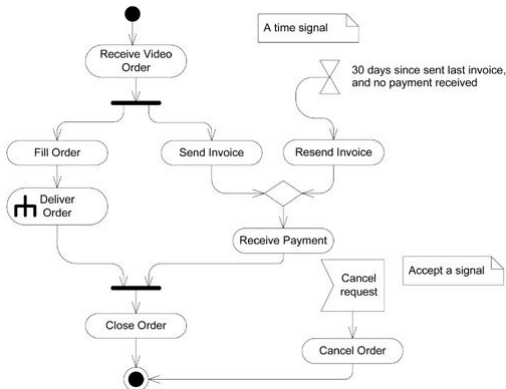 A time signal
Receive Video
Order
30 days since sent last invoice,
and no payment received
Fill Order
Send Invoice
Resend Invoice
Deliver
Order
Receive Payment
Cancel
request
Accept a signal
Close Order
Cancel Order